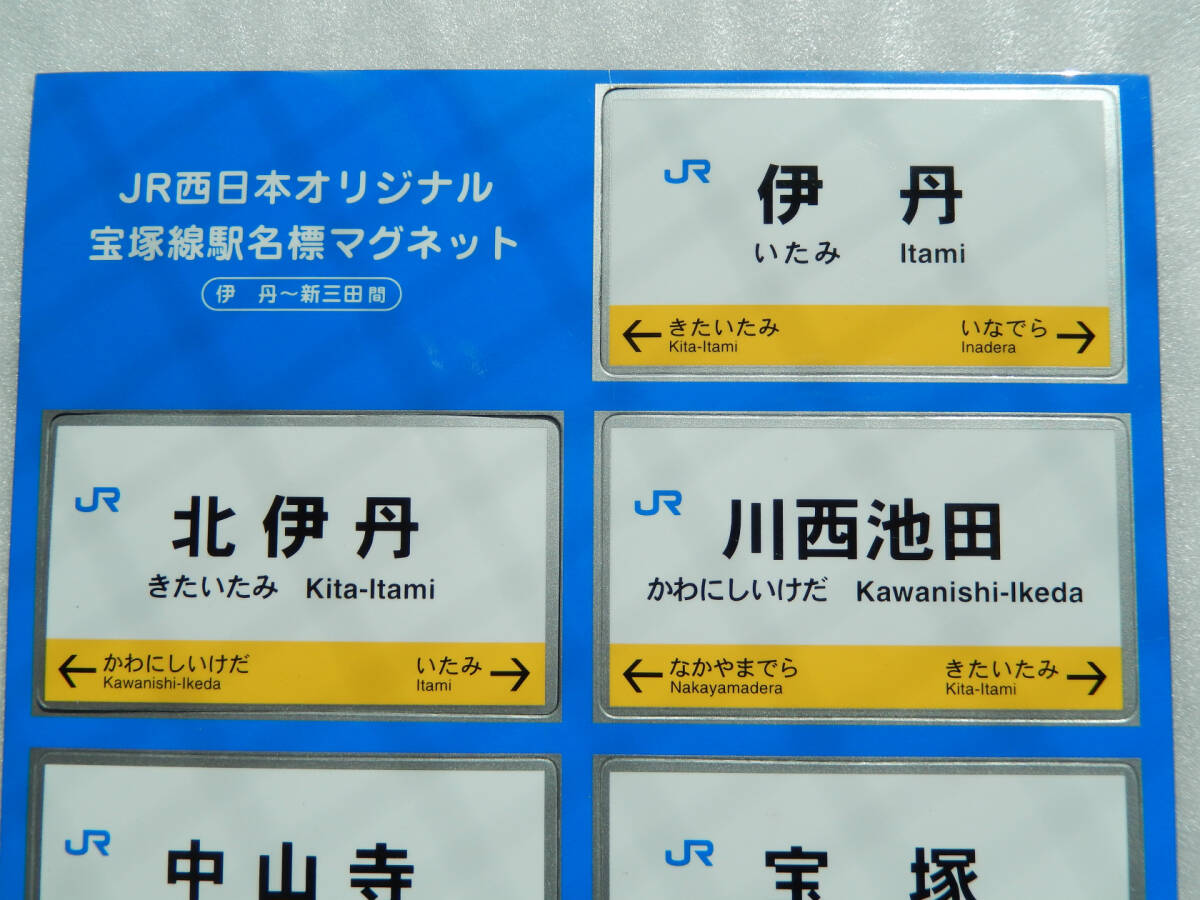 JR西日本オリジナル
宝塚線駅名標マグネット
伊 丹～新三田間
JR
伊 丹
いたみ Itami
←きたいたみ いなでら→
Kita-Itami Inadera
JR
北伊丹
きたいたみ Kita-Itami
←かわにしいけだ いたみ→
Kawanishi-Ikeda Itami
JR
川西池田
かわにしいけだ Kawanishi-Ikeda
←なかやまでら きたいたみ→
Nakayamadera Kita-Itami
JR
中山寺
JR
宝 塚